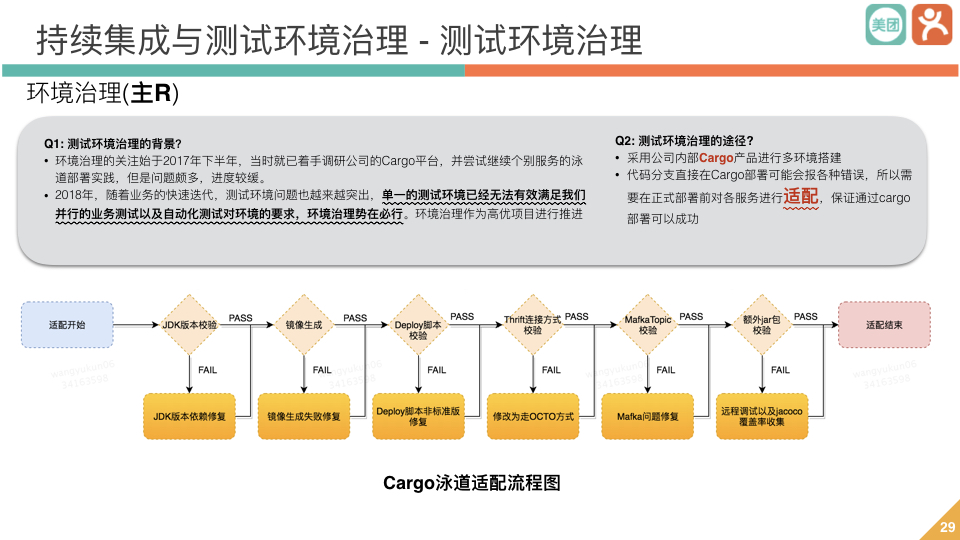 持续集成与测试环境治理 - 测试环境治理
美团
环境治理(主R)
Q1: 测试环境治理的背景?
• 环境治理的关注始于2017年下半年，当时就已着手调研公司的Cargo平台，并尝试继续个别服务的泳
道部署实践，但是问题颇多，进度较缓。
• 2018年，随着业务的快速迭代，测试环境问题也越来越突出，单一的测试环境已经无法有效满足我们
并行的业务测试以及自动化测试对环境的要求，环境治理势在必行。环境治理作为高优项目进行推进
Q2: 测试环境治理的途径?
• 采用公司内部Cargo产品进行多环境搭建
• 代码分支直接在Cargo部署可能会报各种错误，所以需
要在正式部署前对各服务进行适配，保证通过cargo
部署可以成功
适配开始
JDK版本校验
PASS
镜像生成
PASS
Deploy脚本
校验
PASS
Thrift连接方式
校验
PASS
MafkaTopic
校验
PASS
额外jar包
校验
PASS
适配结束
FAIL
FAIL
FAIL
FAIL
FAIL
FAIL
JDK版本依赖修复
镜像生成失败修复
Deploy脚本非标准版
修复
修改为走OCTO方式
Mafka问题修复
远程调试以及jacoco
覆盖率收集
wangyukun06
14163598
wangyukun06
14163598
wangyukun06
14163598
wangyukun06
14163598
Cargo泳道适配流程图
29